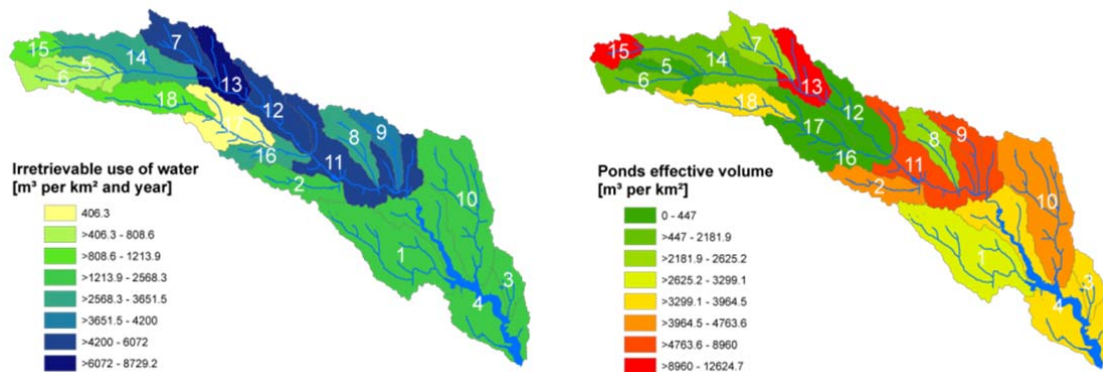 15
5
6
14
7
13
18
17
12
16
2
11
8
9
10
1
3
4
Irretrievable use of water
[m³ per km² and year]
406.3
>406.3 - 808.6
>808.6 - 1213.9
>1213.9 - 2568.3
>2568.3 - 3651.5
>3651.5 - 4200
>4200 - 6072
>6072 - 8729.2
15
5
6
14
7
13
18
17
12
16
2
11
8
9
10
1
3
4
Ponds effective volume
[m³ per km²]
0 - 447
>447 - 2181.9
>2181.9 - 2625.2
>2625.2 - 3299.1
>3299.1 - 3964.5
>3964.5 - 4763.6
>4763.6 - 8960
>8960 - 12624.7